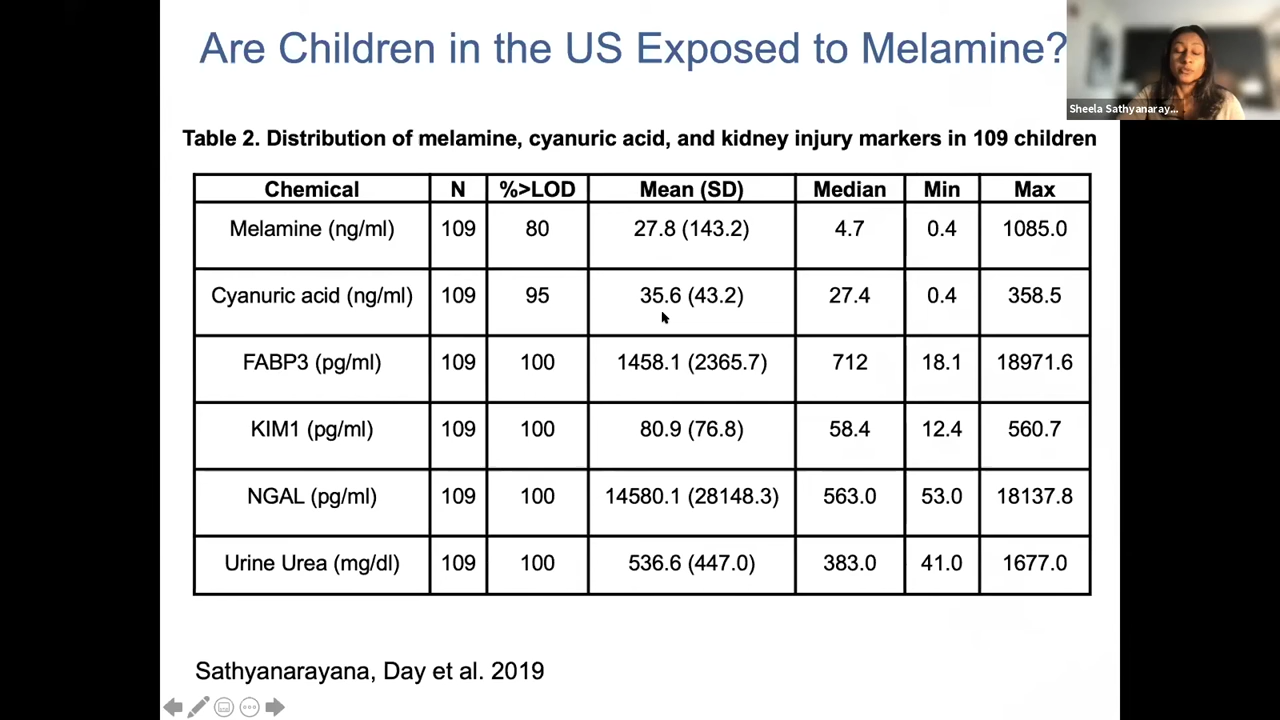 Are Children in the US Exposed to Melamine?
Sheela Sathyanaray...
Table 2. Distribution of melamine, cyanuric acid, and kidney injury markers in 109 children
Chemical N %>LOD Mean (SD) Median Min Max
Melamine (ng/ml) 109 80 27.8 (143.2) 4.7 0.4 1085.0
Cyanuric acid (ng/ml) 109 95 35.6 (43.2) 27.4 0.4 358.5
FABP3 (pg/ml) 109 100 1458.1 (2365.7) 712 18.1 18971.6
KIM1 (pg/ml) 109 100 80.9 (76.8) 58.4 12.4 560.7
NGAL (pg/ml) 109 100 14580.1 (28148.3) 563.0 53.0 18137.8
Urine Urea (mg/dl) 109 100 536.6 (447.0) 383.0 41.0 1677.0
Sathyanarayana, Day et al. 2019